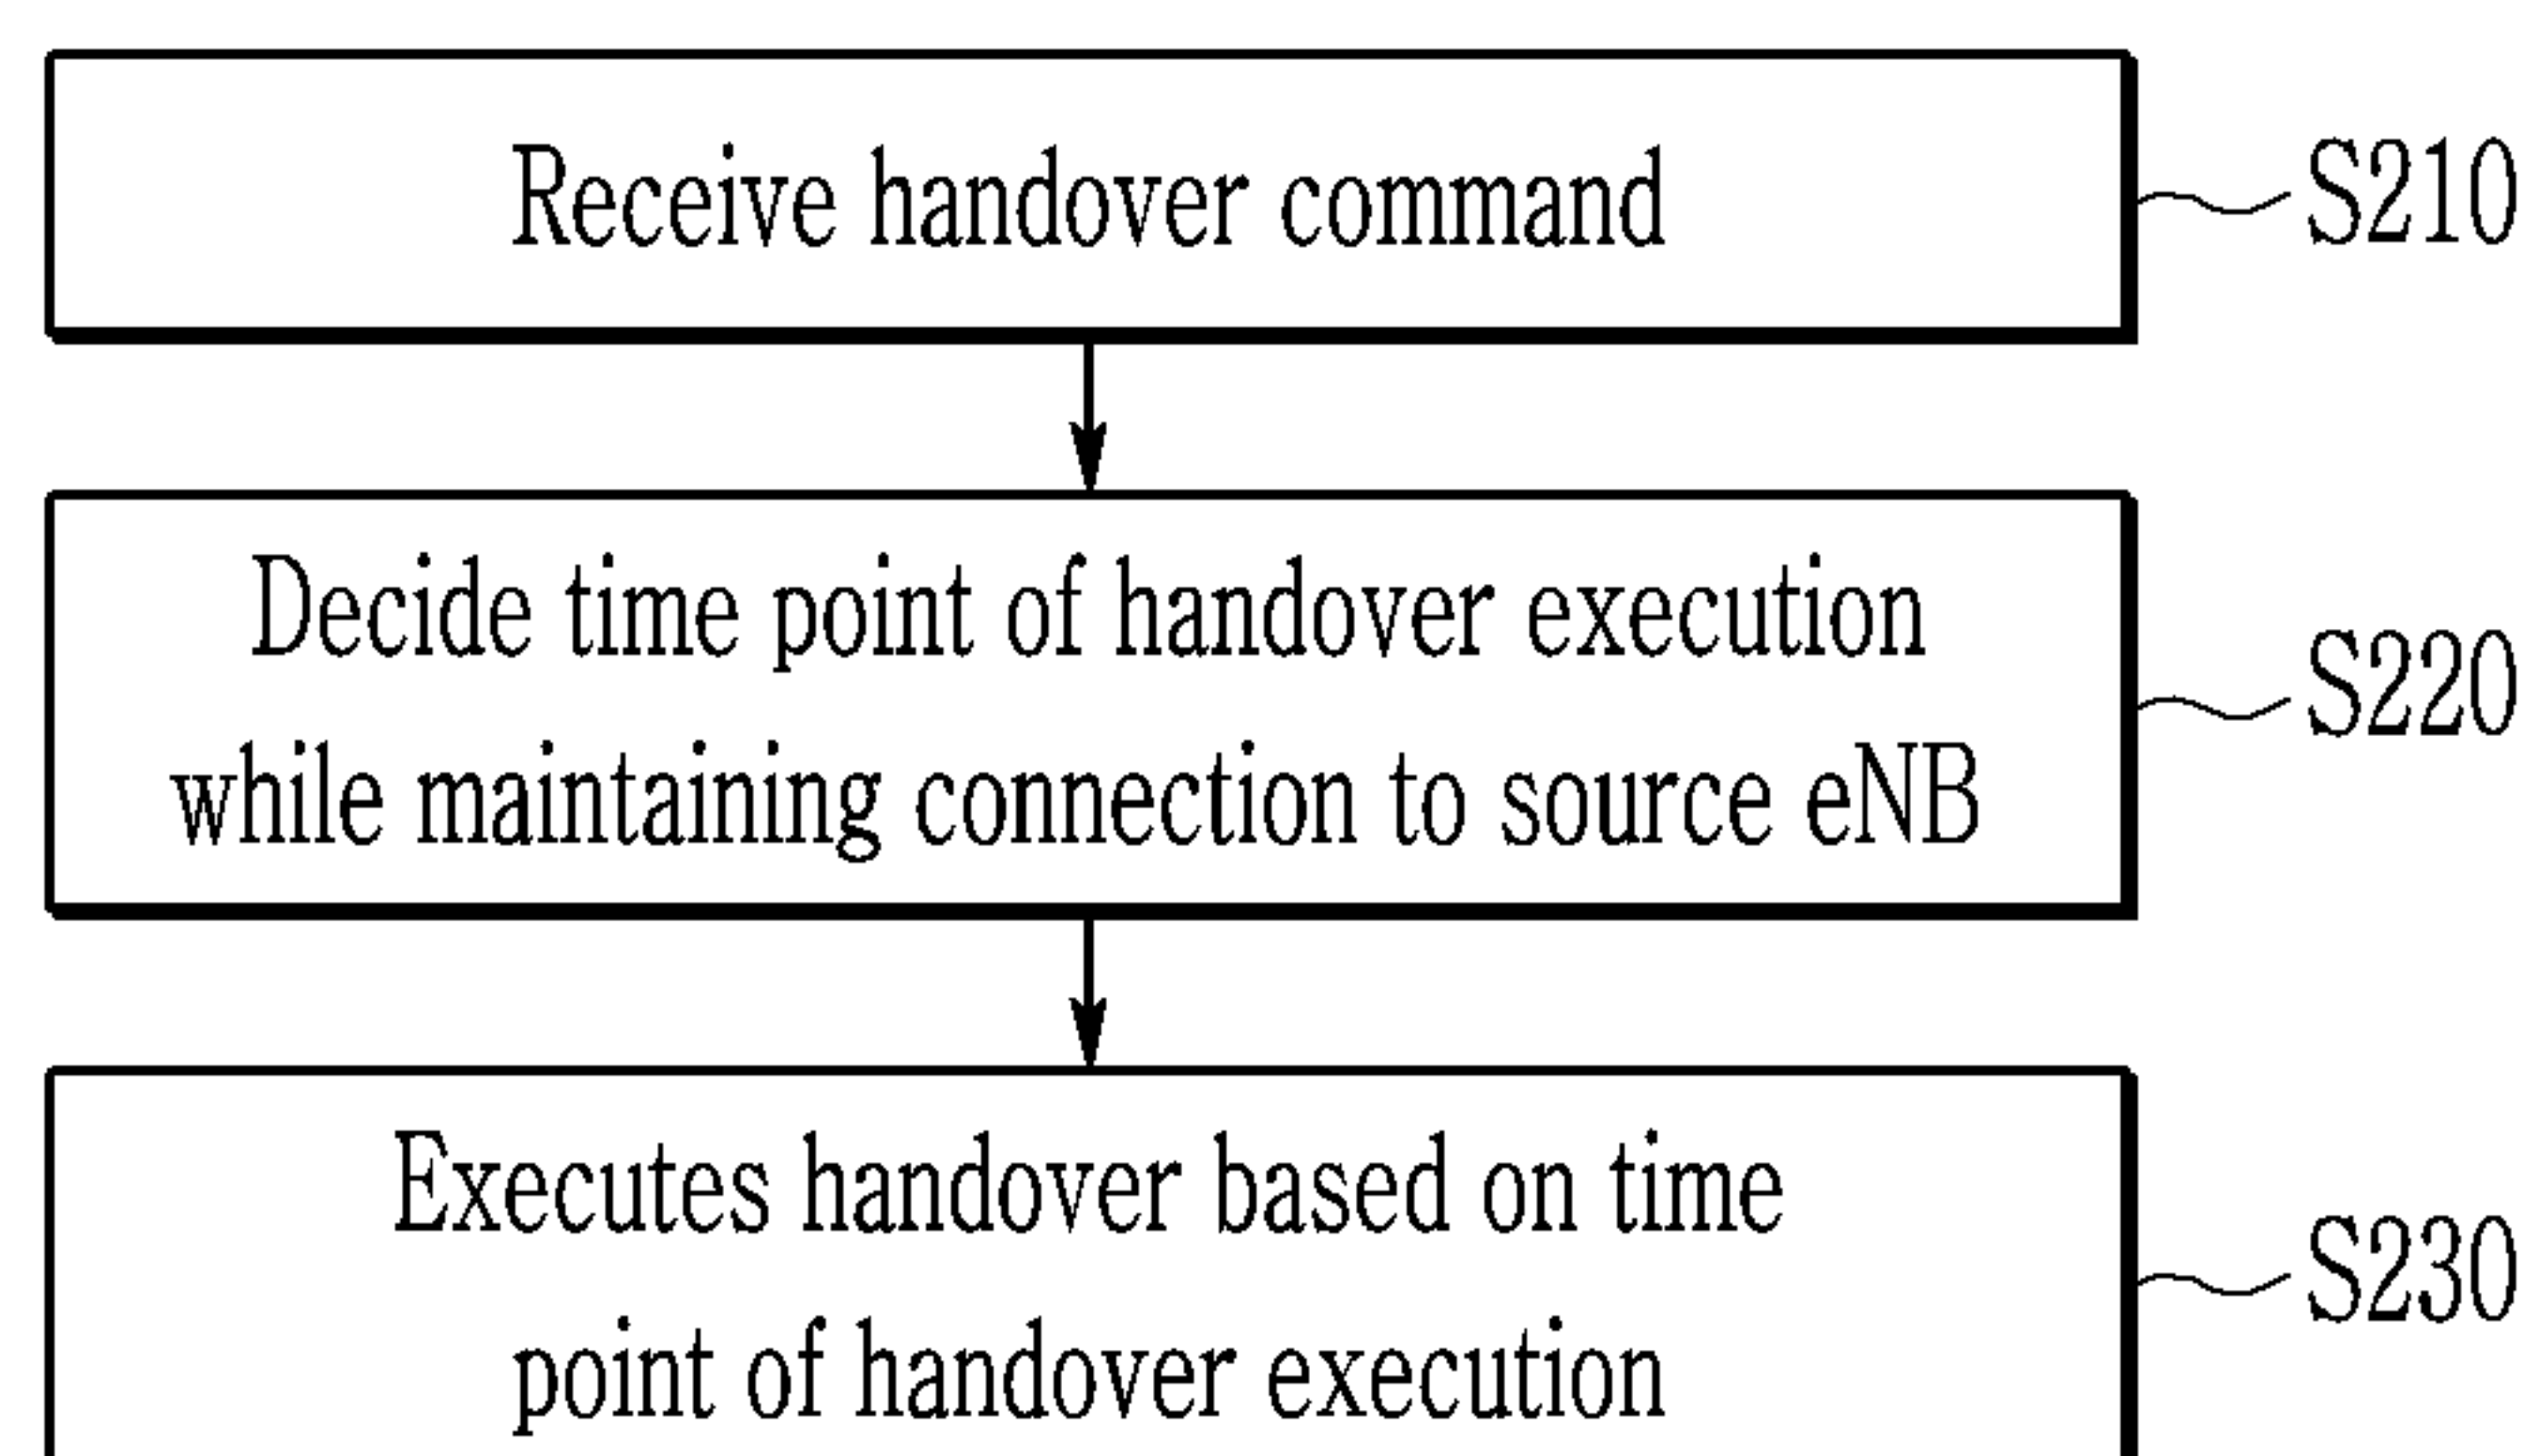 Receive handover command
S210
Decide time point of handover execution
while maintaining connection to source eNB
S220
Executes handover based on time
point of handover execution
S230